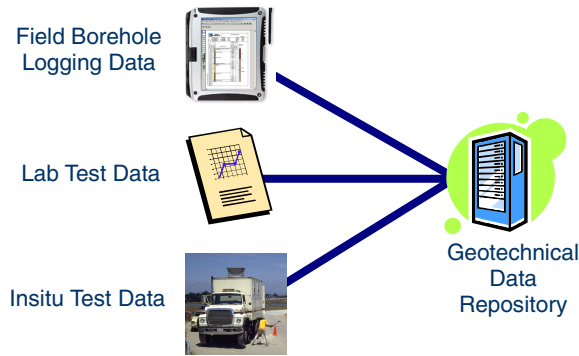 Field Borehole
Logging Data
Lab Test Data
Insitu Test Data
Geotechnical
Data
Repository